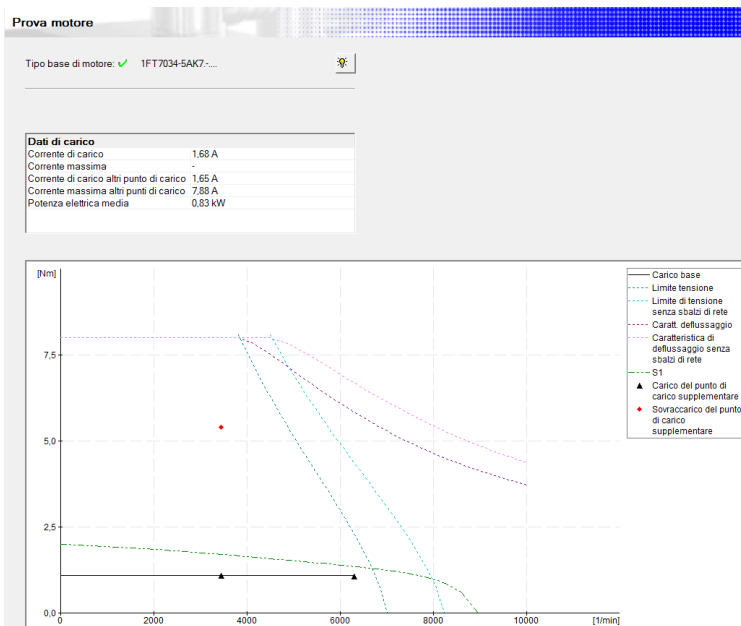 Prova motore
Tipo base di motore: 1FT7034-5AK7.-....
Dati di carico
Corrente di carico 1,68 A
Corrente massima -
Corrente di carico altri punto di carico 1,65 A
Corrente massima altri punti di carico 7,88 A
Potenza elettrica media 0,83 kW
[Nm]
7,5
5,0
2,5
0,0
0 2000 4000 6000 8000 10000 [1/min]
Carico base
Limite tensione
Limite di tensione
senza sbalzi di rete
Caratt. deflussaggio
Caratteristica di
deflussaggio senza
sbalzi di rete
S1
Carico del punto di
carico supplementare
Sovraccarico del punto
di carico
supplementare